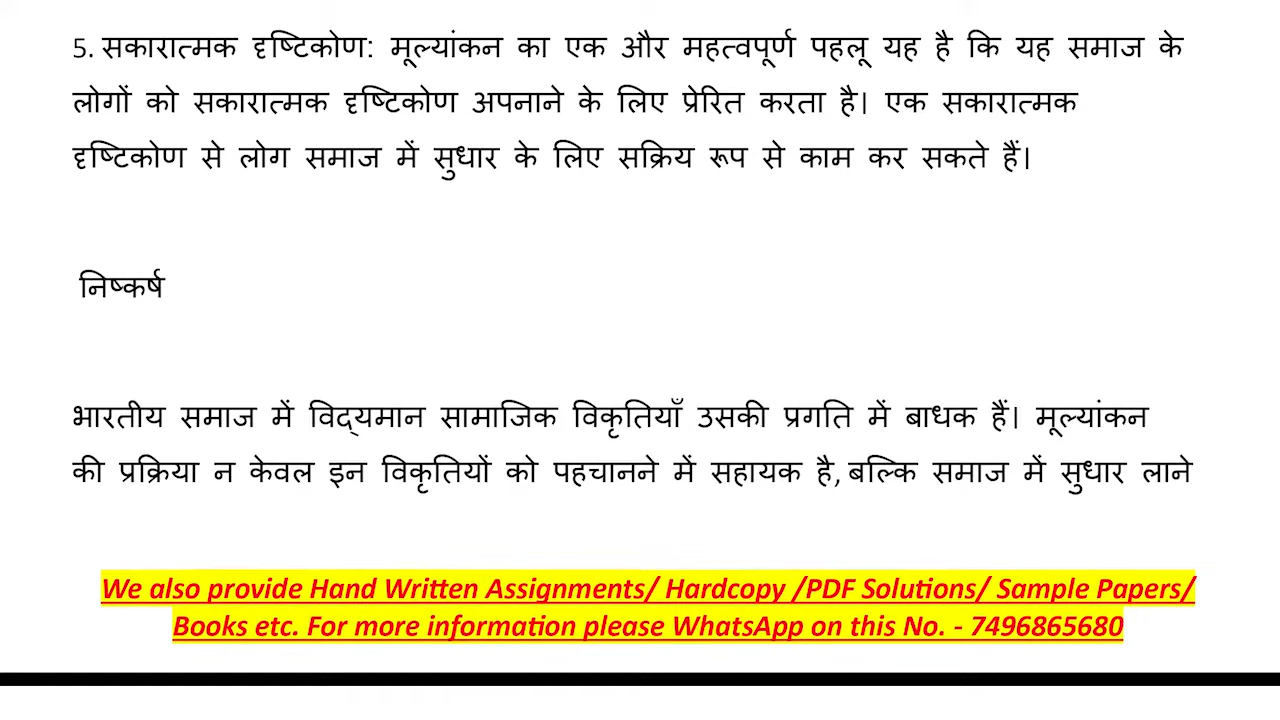 5. सकारात्मक दृष्टिकोण: मूल्यांकन का एक और महत्वपूर्ण पहलू यह है कि यह समाज के
लोगों को सकारात्मक दृष्टिकोण अपनाने के लिए प्रेरित करता है। एक सकारात्मक
दृष्टिकोण से लोग समाज में सुधार के लिए सक्रिय रूप से काम कर सकते हैं।
निष्कर्ष
भारतीय समाज में विद्यमान सामाजिक विकृतियाँ उसकी प्रगति में बाधक हैं। मूल्यांकन
की प्रक्रिया न केवल इन विकृतियों को पहचानने में सहायक है, बल्कि समाज में सुधार लाने
We also provide Hand Written Assignments/ Hardcopy /PDF Solutions/ Sample Papers/
Books etc. For more information please WhatsApp on this No. - 7496865680